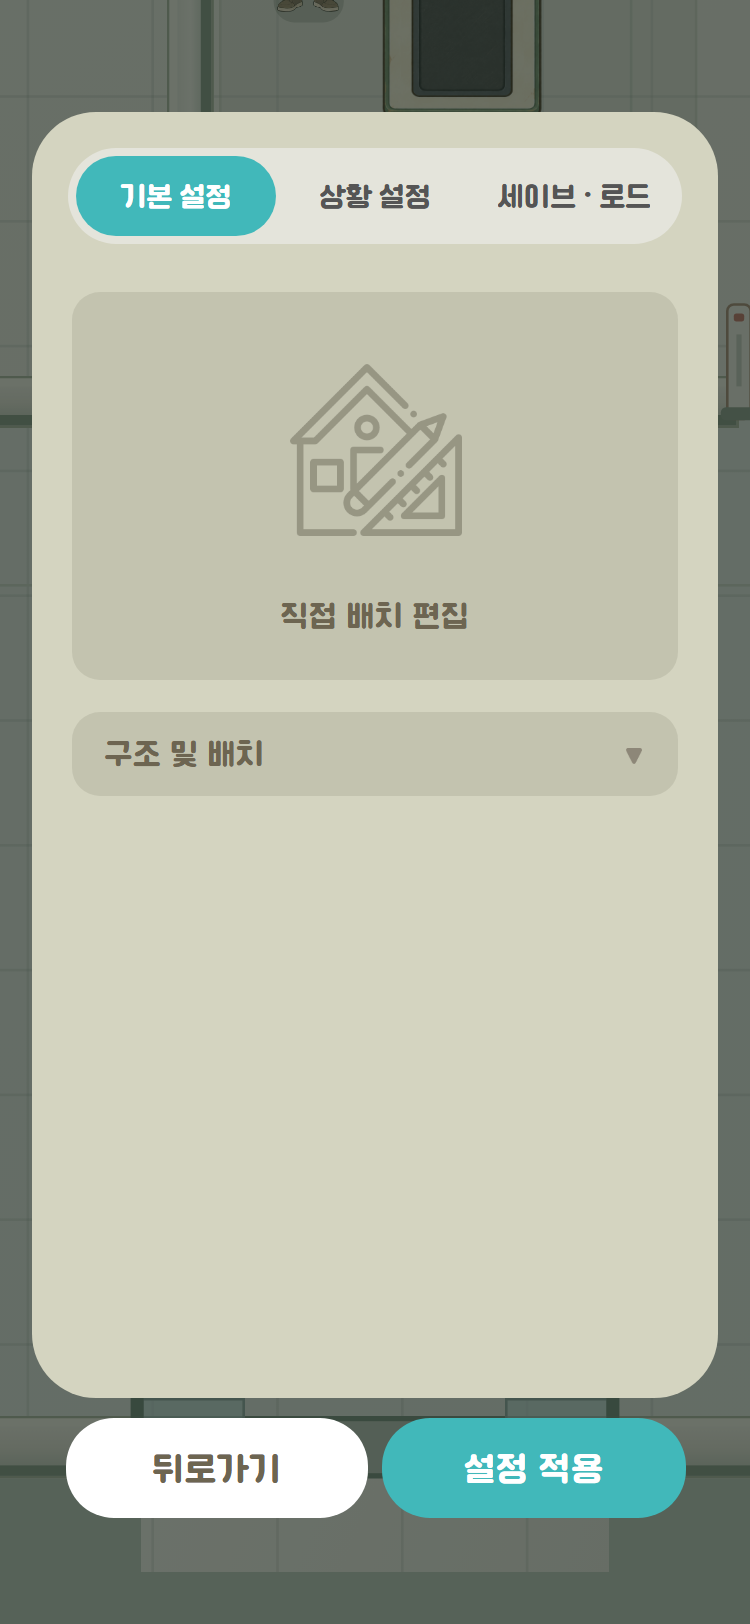 기본 설정
상황 설정
세이브 · 로드
직접 배치 편집
구조 및 배치
뒤로가기
설정 적용